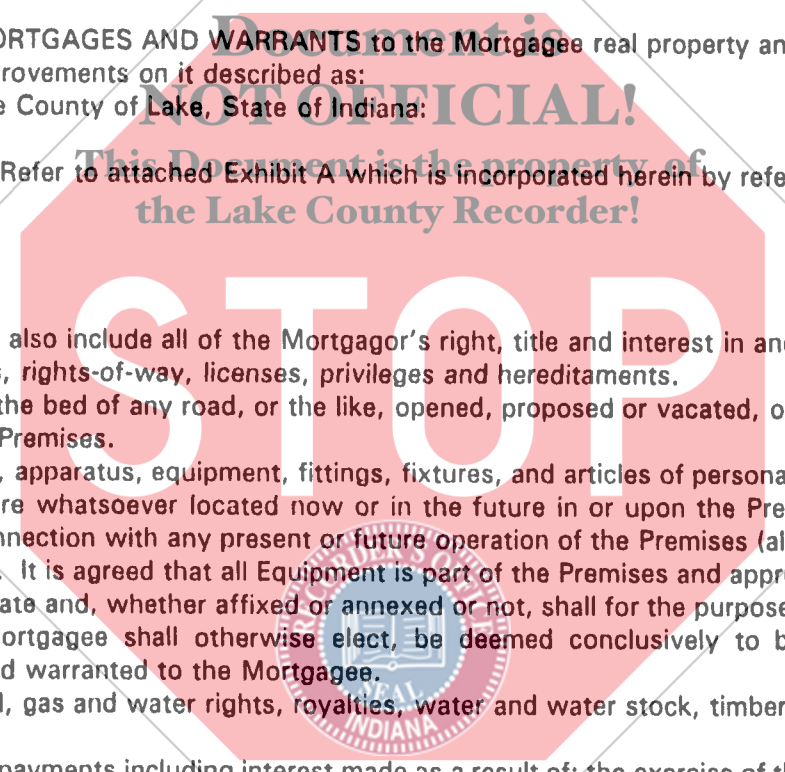 Document is
ORTGAGES AND WARRANTS to the Mortgagee real property an
rovements on it described as:
NOT OFFICIAL!
e County of Lake, State of Indiana:
This Document is the property of
Refer to attached Exhibit A which is incorporated herein by refe
the Lake County Recorder!
STOP
also include all of the Mortgagor's right, title and interest in and
, rights-of-way, licenses, privileges and hereditaments.
the bed of any road, or the like, opened, proposed or vacated, o
Premises.
, apparatus, equipment, fittings, fixtures, and articles of persona
re whatsoever located now or in the future in or upon the Pre
nnection with any present or future operation of the Premises (al
. It is agreed that all Equipment is part of the Premises and appr
ate and, whether affixed or annexed or not, shall for the purpose
ortgagee shall otherwise elect, be deemed conclusively to b
d warranted to the Mortgagee.
RECORDER'S OFFICE
SEAL
INDIANA
l, gas and water rights, royalties, water and water stock, timber
payments including interest made as a result of: the exercise of th